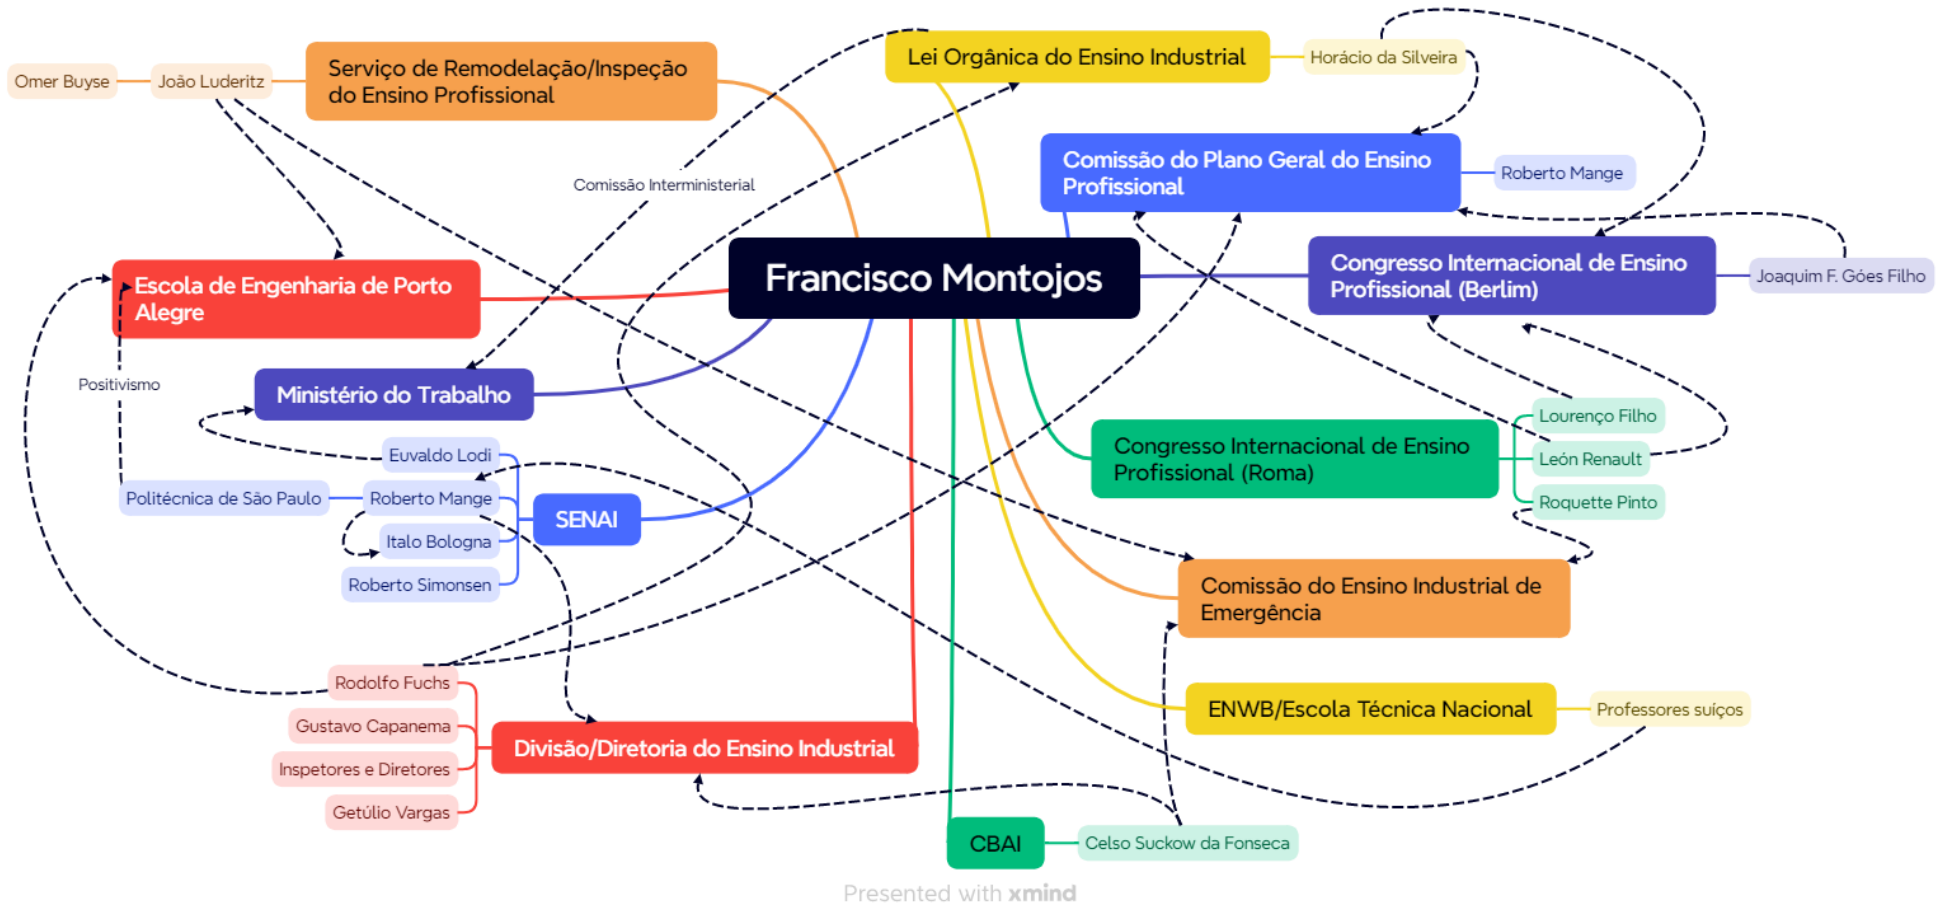 Lei Orgânica do Ensino Industrial
Horácio da Silveira
Serviço de Remodelação/Inspeção
do Ensino Profissional
João Luderitz
Omer Buyse
Comissão do Plano Geral do Ensino
Profissional
Roberto Mange
Comissão Interministerial
Francisco Montojos
Congresso Internacional de Ensino
Profissional (Berlim)
Joaquim F. Góes Filho
Escola de Engenharia de Porto
Alegre
Positivismo
Ministério do Trabalho
Congresso Internacional de Ensino
Profissional (Roma)
Lourenço Filho
León Renault
Roquette Pinto
Euvaldo Lodi
Politécnica de São Paulo
Roberto Mange
Italo Bologna
Roberto Simonsen
SENAI
Comissão do Ensino Industrial de
Emergência
Rodolfo Fuchs
Gustavo Capanema
Inspetores e Diretores
Getúlio Vargas
Divisão/Diretoria do Ensino Industrial
ENWB/Escola Técnica Nacional
Professores suíços
CBAI
Celso Suckow da Fonseca
Presented with xmind